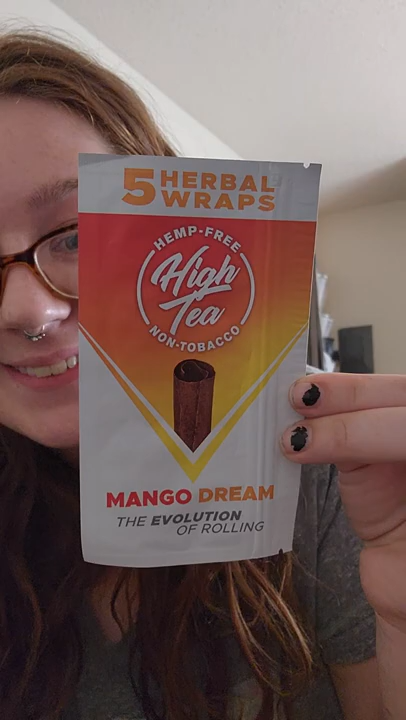 5 HERBAL
WRAPS
HEMP-FREE
High
Tea
NON-TOBACCO
MANGO DREAM
THE EVOLUTION
OF ROLLING